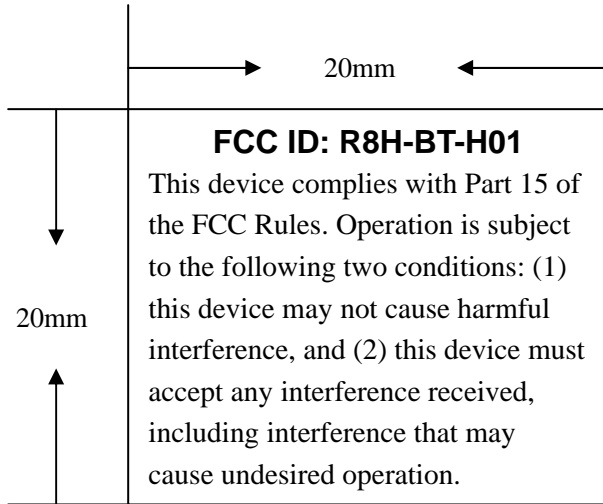 20mm
FCC ID: R8H-BT-H01
This device complies with Part 15 of
the FCC Rules. Operation is subject
to the following two conditions: (1)
this device may not cause harmful
20mm
interference, and (2) this device must
accept any interference received,
including interference that may
cause undesired operation.